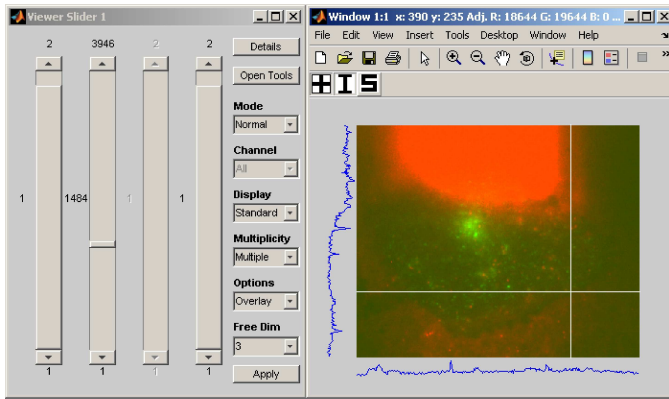 Viewer Slider 1
2 3946 2 2
1 1484 1 1
1 1 1 1
Details
Open Tools
Mode
Normal
Channel
All
Display
Standard
Multiplicity
Multiple
Options
Overlay
Free Dim
3
Apply
Window 1:1 x: 390 y: 235 Adj. R: 18644 G: 19644 B: 0 ...
File Edit View Insert Tools Desktop Window Help